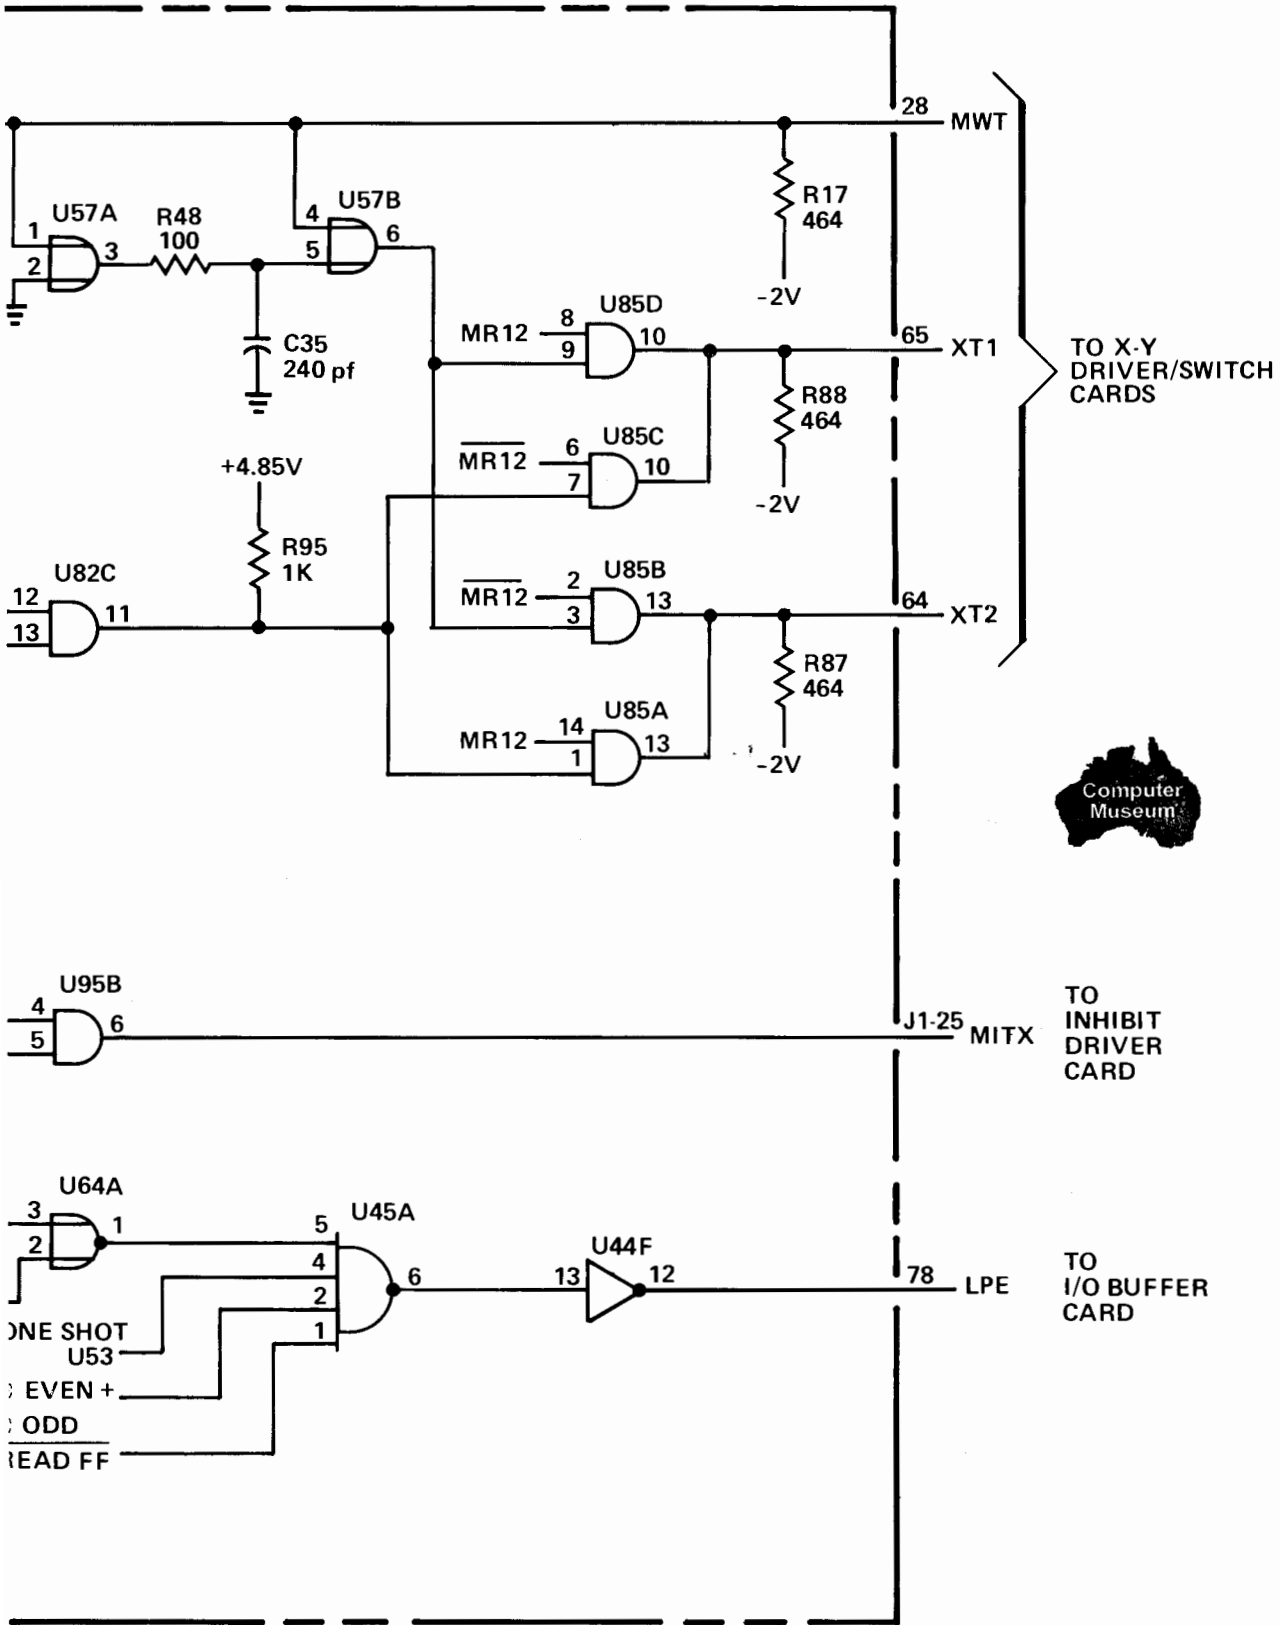 28
MWT
U57A
1
2
3
R48
100
U57B
4
5
6
R17
464
-2V
C35
240 pf
U85D
MR12
8
9
10
65
XT1
TO X-Y
DRIVER/SWITCH
CARDS
R88
464
-2V
U85C
MR12
6
7
10
+4.85V
R95
1K
U82C
12
13
11
U85B
MR12
2
3
13
64
XT2
R87
464
-2V
U85A
MR12
14
1
13
Computer
Museum
U95B
4
5
6
J1-25
MITX
TO
INHIBIT
DRIVER
CARD
U64A
3
2
1
U45A
5
4
2
1
6
U44F
13
12
78
LPE
TO
I/O BUFFER
CARD
SHOT
U53
EVEN +
ODD
FF